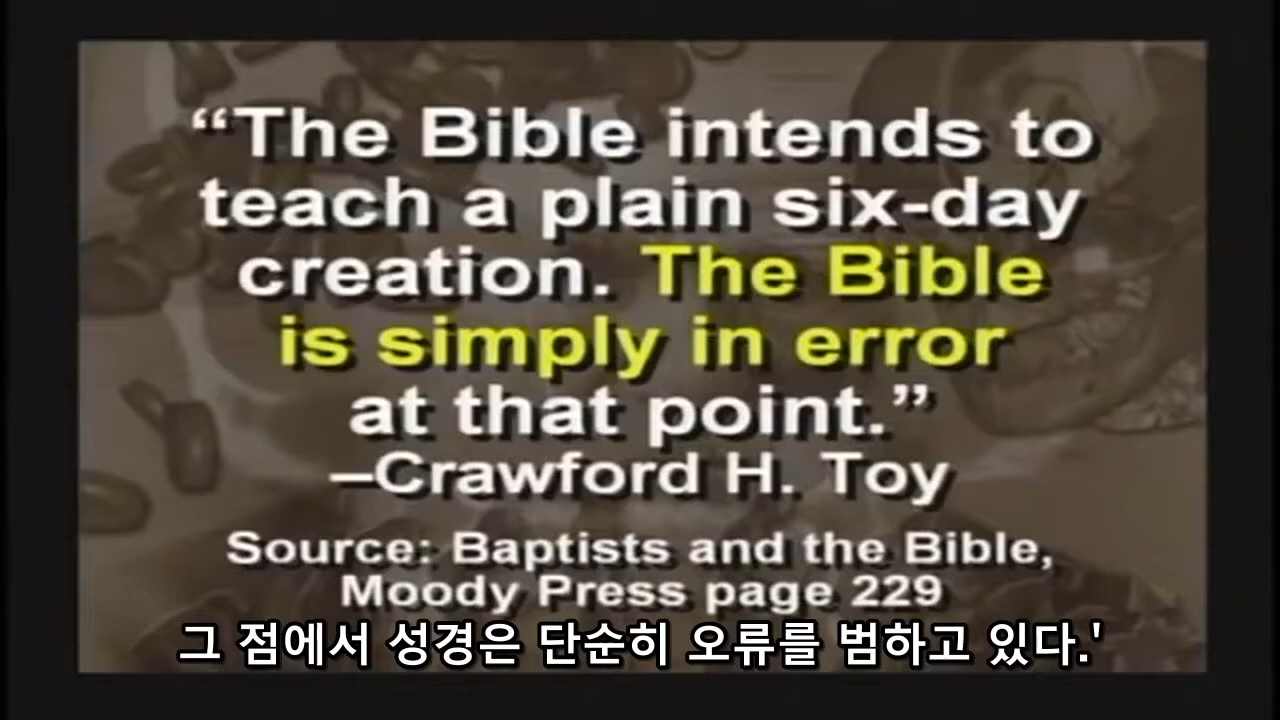 “The Bible intends to
teach a plain six-day
creation. The Bible
is simply in error
at that point.”
–Crawford H. Toy
Source: Baptists and the Bible,
Moody Press page 229
그 점에서 성경은 단순히 오류를 범하고 있다.'